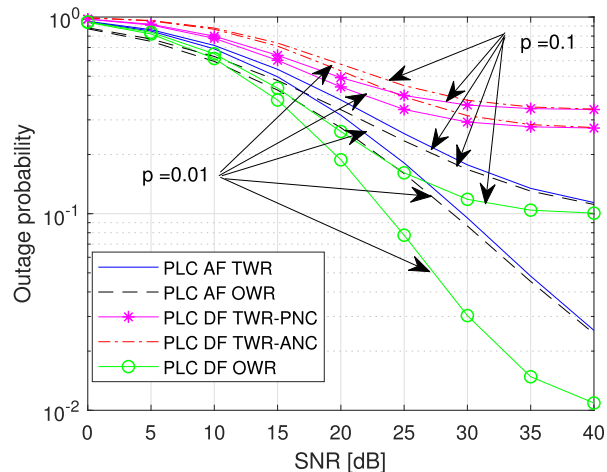 10^0
10^-1
10^-2
Outage probability
p =0.1
p =0.01
PLC AF TWR
PLC AF OWR
PLC DF TWR-PNC
PLC DF TWR-ANC
PLC DF OWR
0 5 10 15 20 25 30 35 40
SNR [dB]